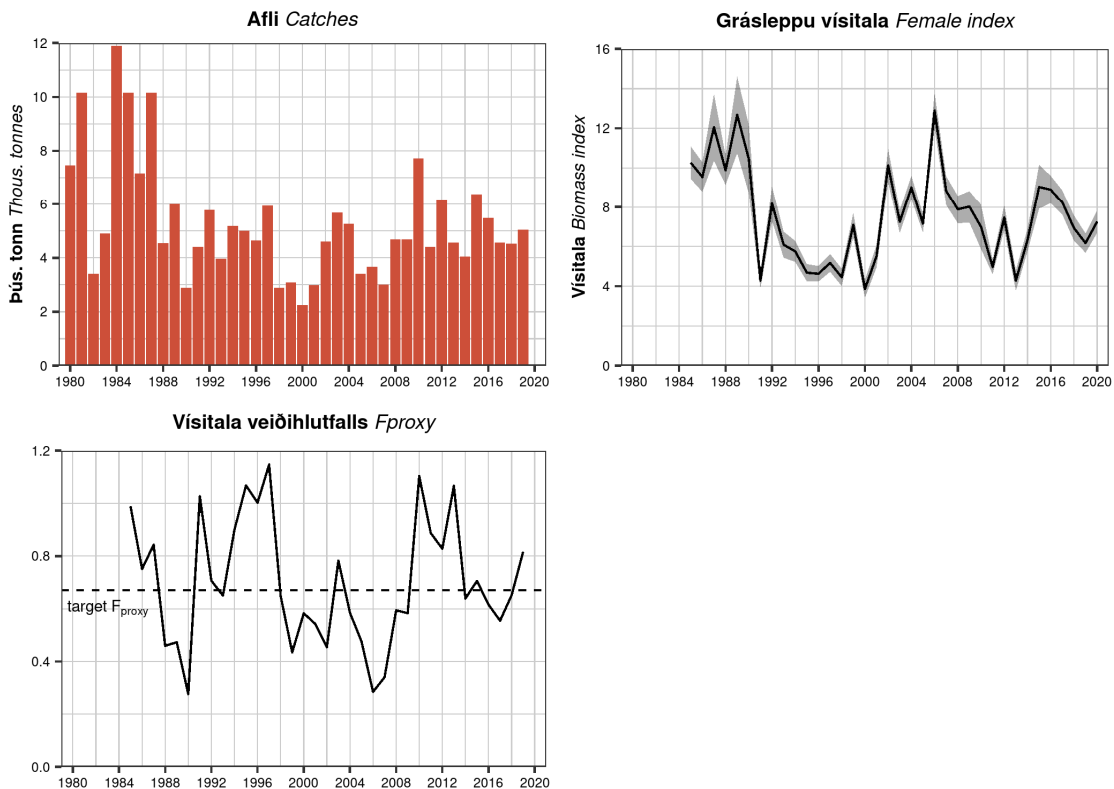 Afli Catches
Þús. tonn Thous. tonnes
12
10
8
6
4
2
0
1980 1984 1988 1992 1996 2000 2004 2008 2012 2016 2020
Grásleppu vísitala Female index
Vísitala Biomass index
16
12
8
4
0
1980 1984 1988 1992 1996 2000 2004 2008 2012 2016 2020
Vísitala veiðihlutfalls Fproxy
1.2
0.8
0.4
0.0
target Fproxy
1980 1984 1988 1992 1996 2000 2004 2008 2012 2016 2020